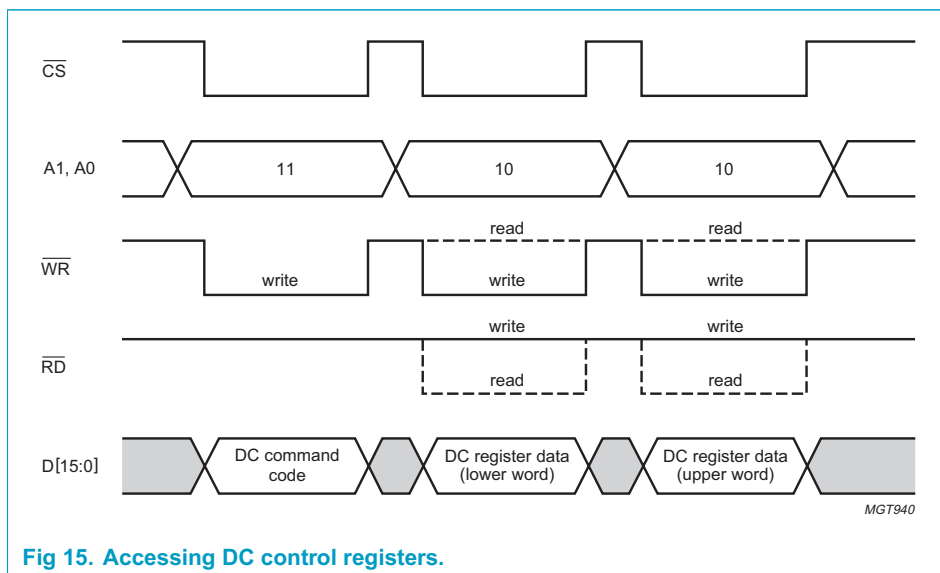 CS
A1, A0
11
10
10
read
read
WR
write
write
write
write
write
RD
read
read
D[15:0]
DC command
code
DC register data
(lower word)
DC register data
(upper word)
MGT940
Fig 15. Accessing DC control registers.